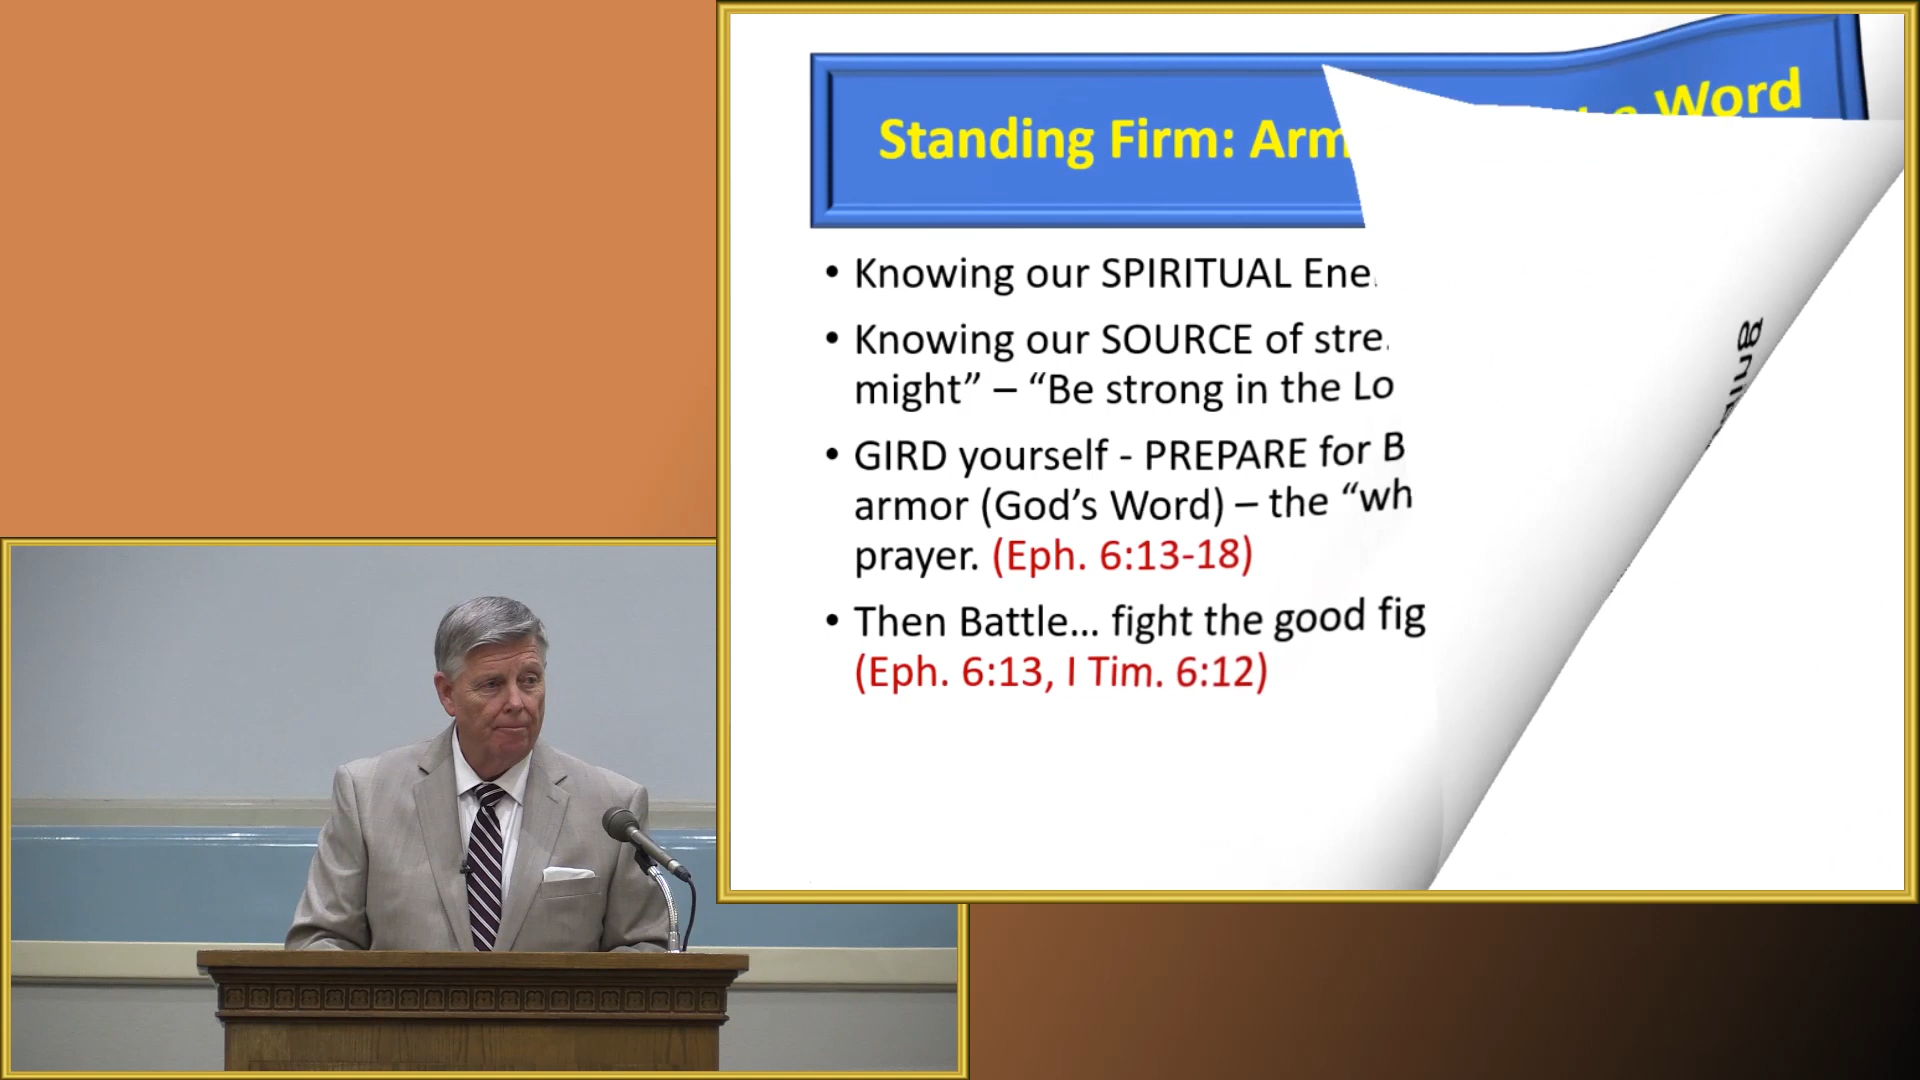 Standing Firm: Arm Word
• Knowing our SPIRITUAL Ene
• Knowing our SOURCE of stre
might” – “Be strong in the Lo
• GIRD yourself - PREPARE for B
armor (God’s Word) – the “wh
prayer. (Eph. 6:13-18)
• Then Battle... fight the good fig
(Eph. 6:13, I Tim. 6:12)